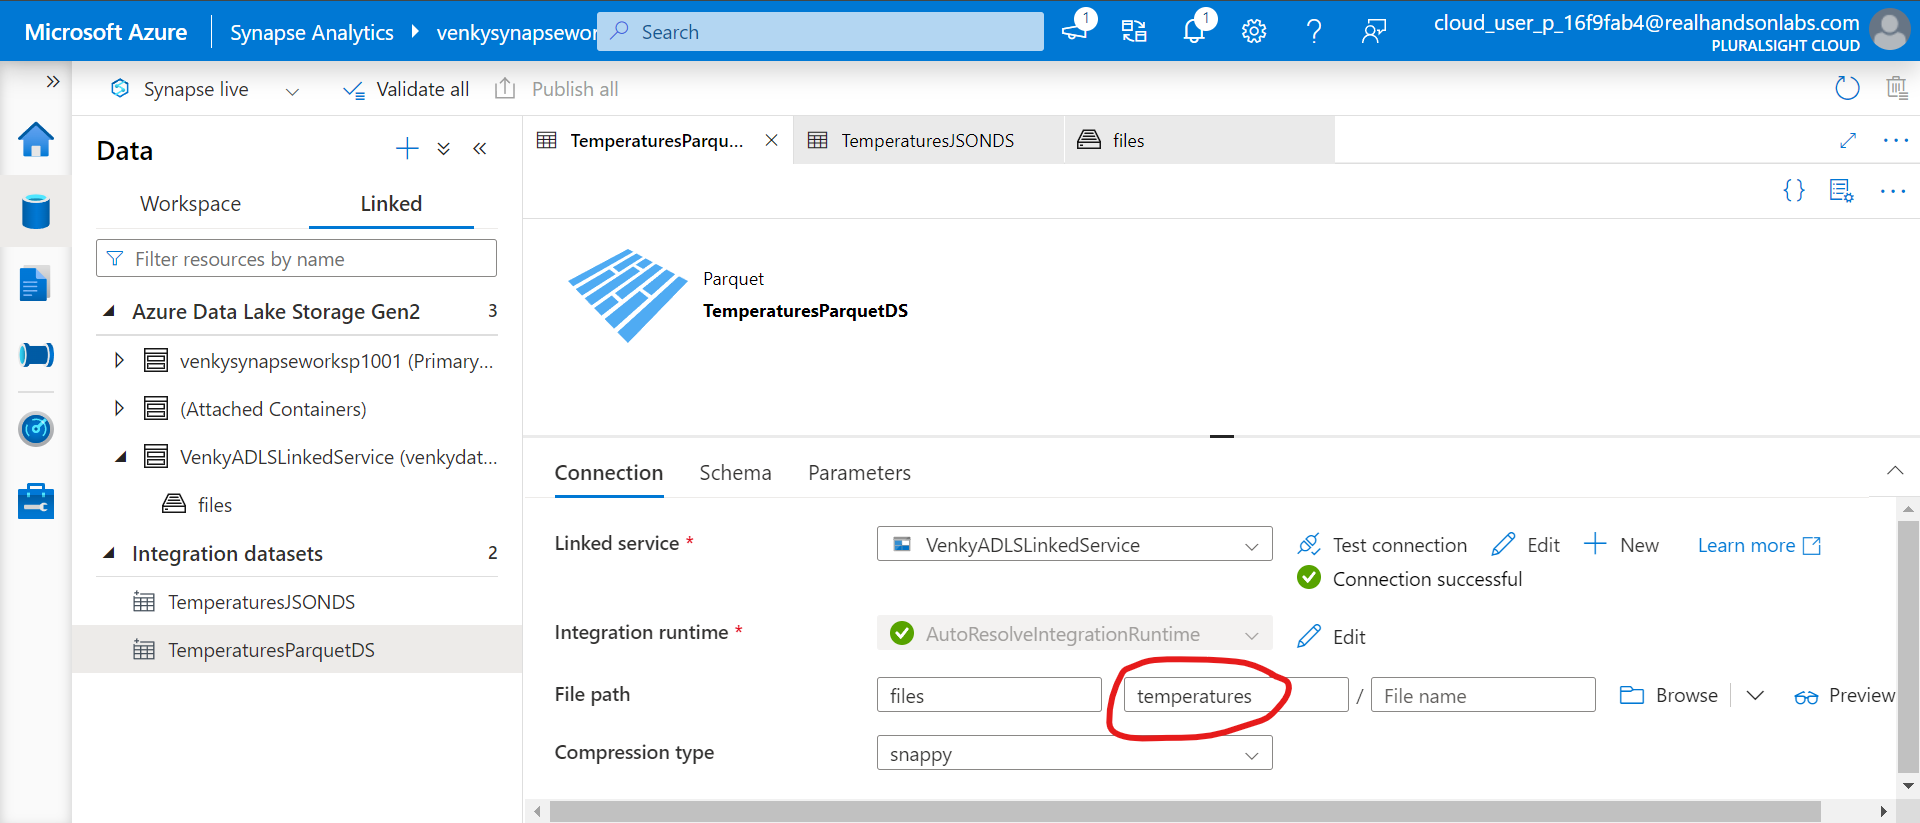 Microsoft Azure
Synapse Analytics
venkysynapsewor
Search
1
1
cloud_user_p_16f9fab4@realhandsonlabs.com
PLURALSIGHT CLOUD
Synapse live
Validate all
Publish all
Data
Workspace
Linked
Filter resources by name
Azure Data Lake Storage Gen2 3
venkysynapseworksp1001 (Primary...
(Attached Containers)
VenkyADLSLinkedService (venkydat...
files
Integration datasets 2
TemperaturesJSONDS
TemperaturesParquetDS
TemperaturesParqu...
TemperaturesJSONDS
files
{}
Parquet
TemperaturesParquetDS
Connection
Schema
Parameters
Linked service *
VenkyADLSLinkedService
Test connection
Edit
New
Learn more
Connection successful
Integration runtime *
AutoResolveIntegrationRuntime
Edit
File path
files
temperatures
/
File name
Browse
Preview
Compression type
snappy